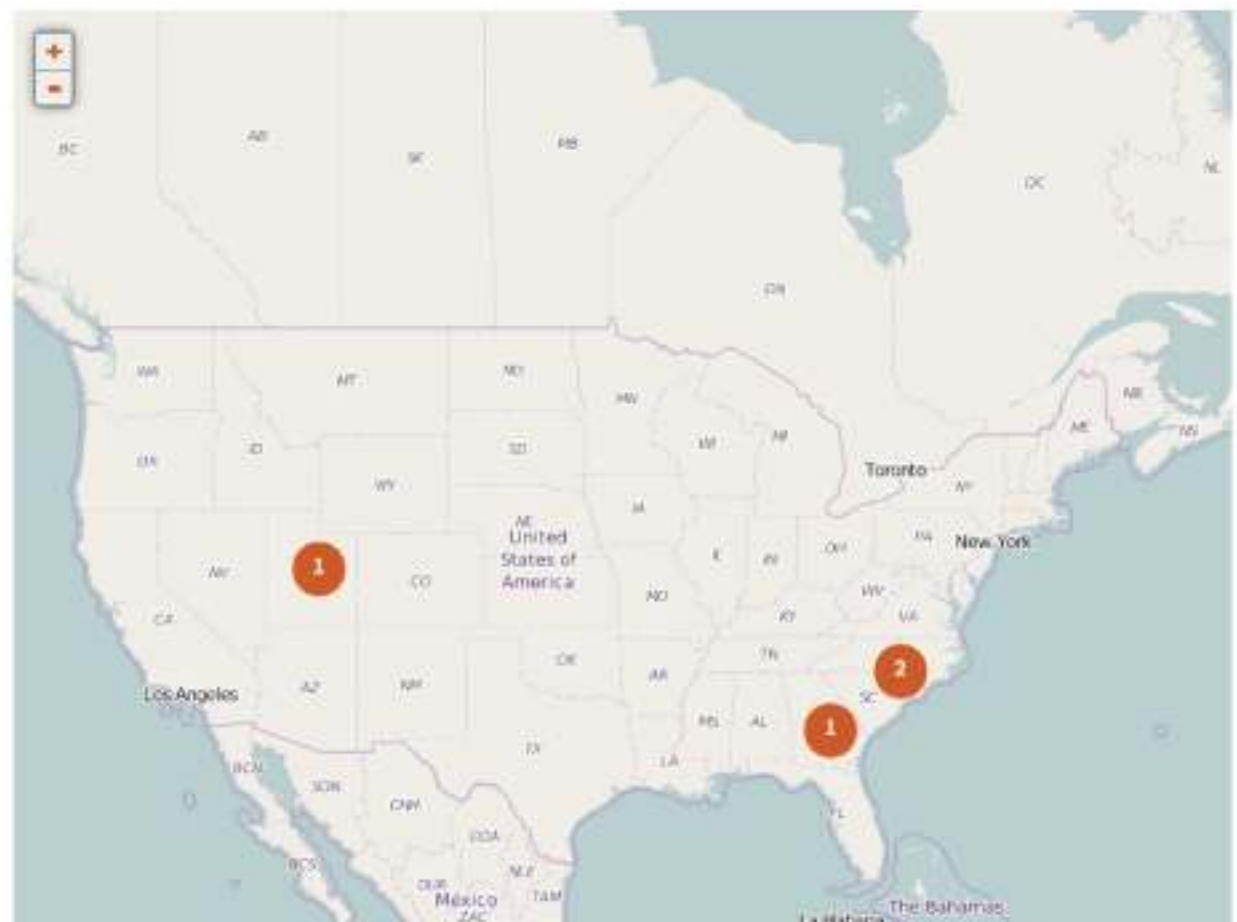 +
-
BC
AB
SK
MB
NL
ON
WA
MT
ND
MN
NB
ME
NS
OR
ID
SD
WI
MI
WY
Toronto
NY
IA
NE
United
States of
America
1
NV
CO
IN
OH
PA
New York
CA
MO
KY
WV
VA
TN
OK
AR
2
Los Angeles
AZ
NM
SC
MS
AL
1
TX
LA
BCN
SON
CHH
COA
FL
BCS
DUR
NLE
TAM
México
ZAC
La Habana
The Bahamas